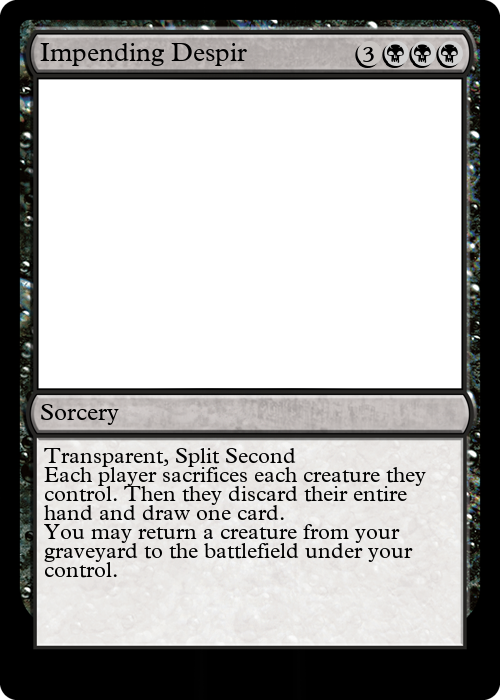 Impending Despir
3
Sorcery
Transparent, Split Second
Each player sacrifices each creature they
control. Then they discard their entire
hand and draw one card.
You may return a creature from your
graveyard to the battlefield under your
control.